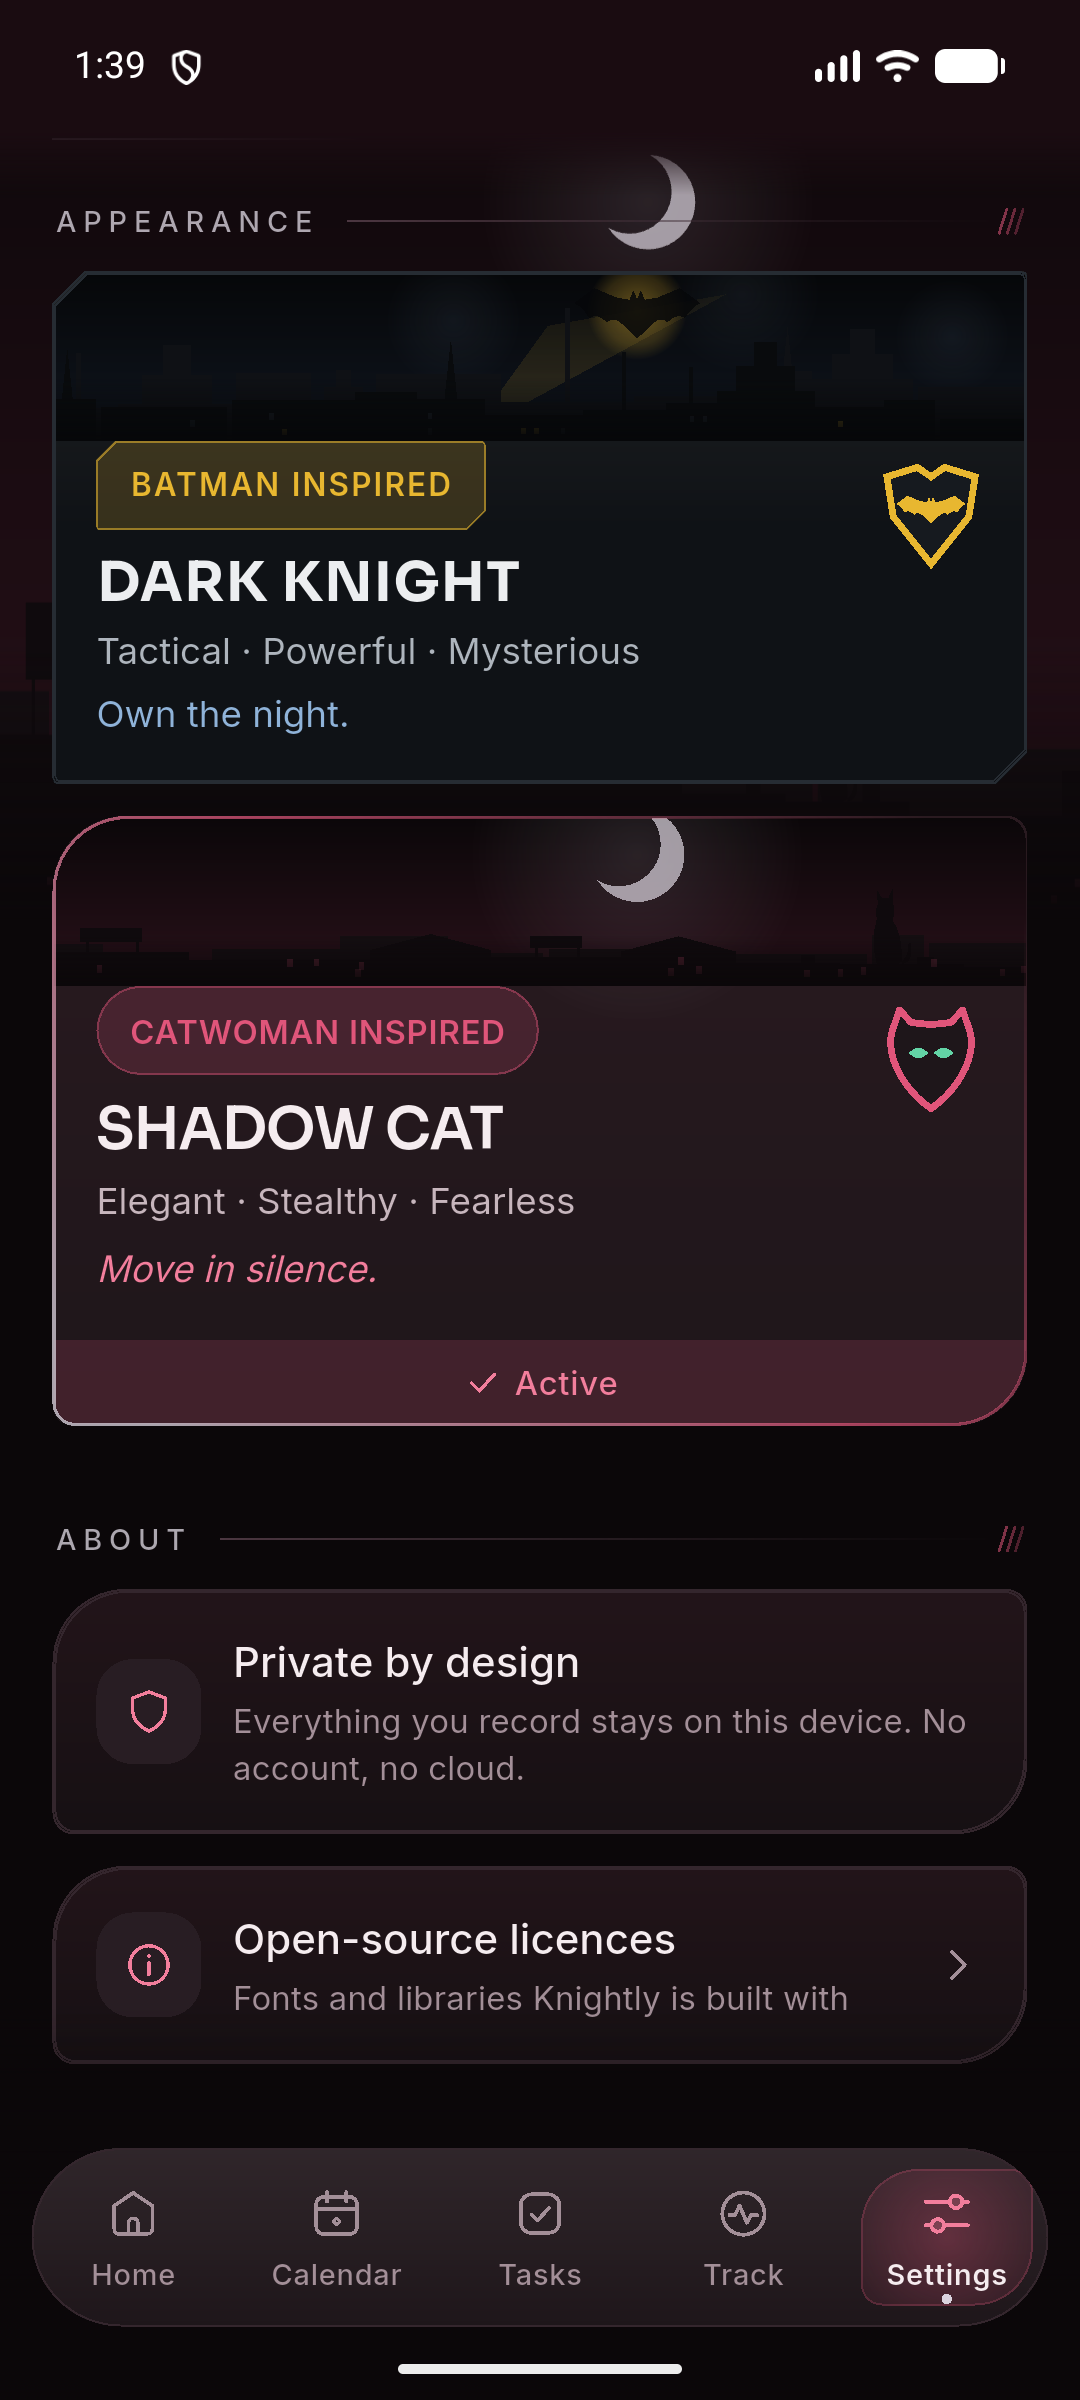 1:39
APPEARANCE
BATMAN INSPIRED
DARK KNIGHT
Tactical · Powerful · Mysterious
Own the night.
CATWOMAN INSPIRED
SHADOW CAT
Elegant · Stealthy · Fearless
Move in silence.
Active
ABOUT
Private by design
Everything you record stays on this device. No
account, no cloud.
Open-source licences
Fonts and libraries Knightly is built with
Home Calendar Tasks Track Settings